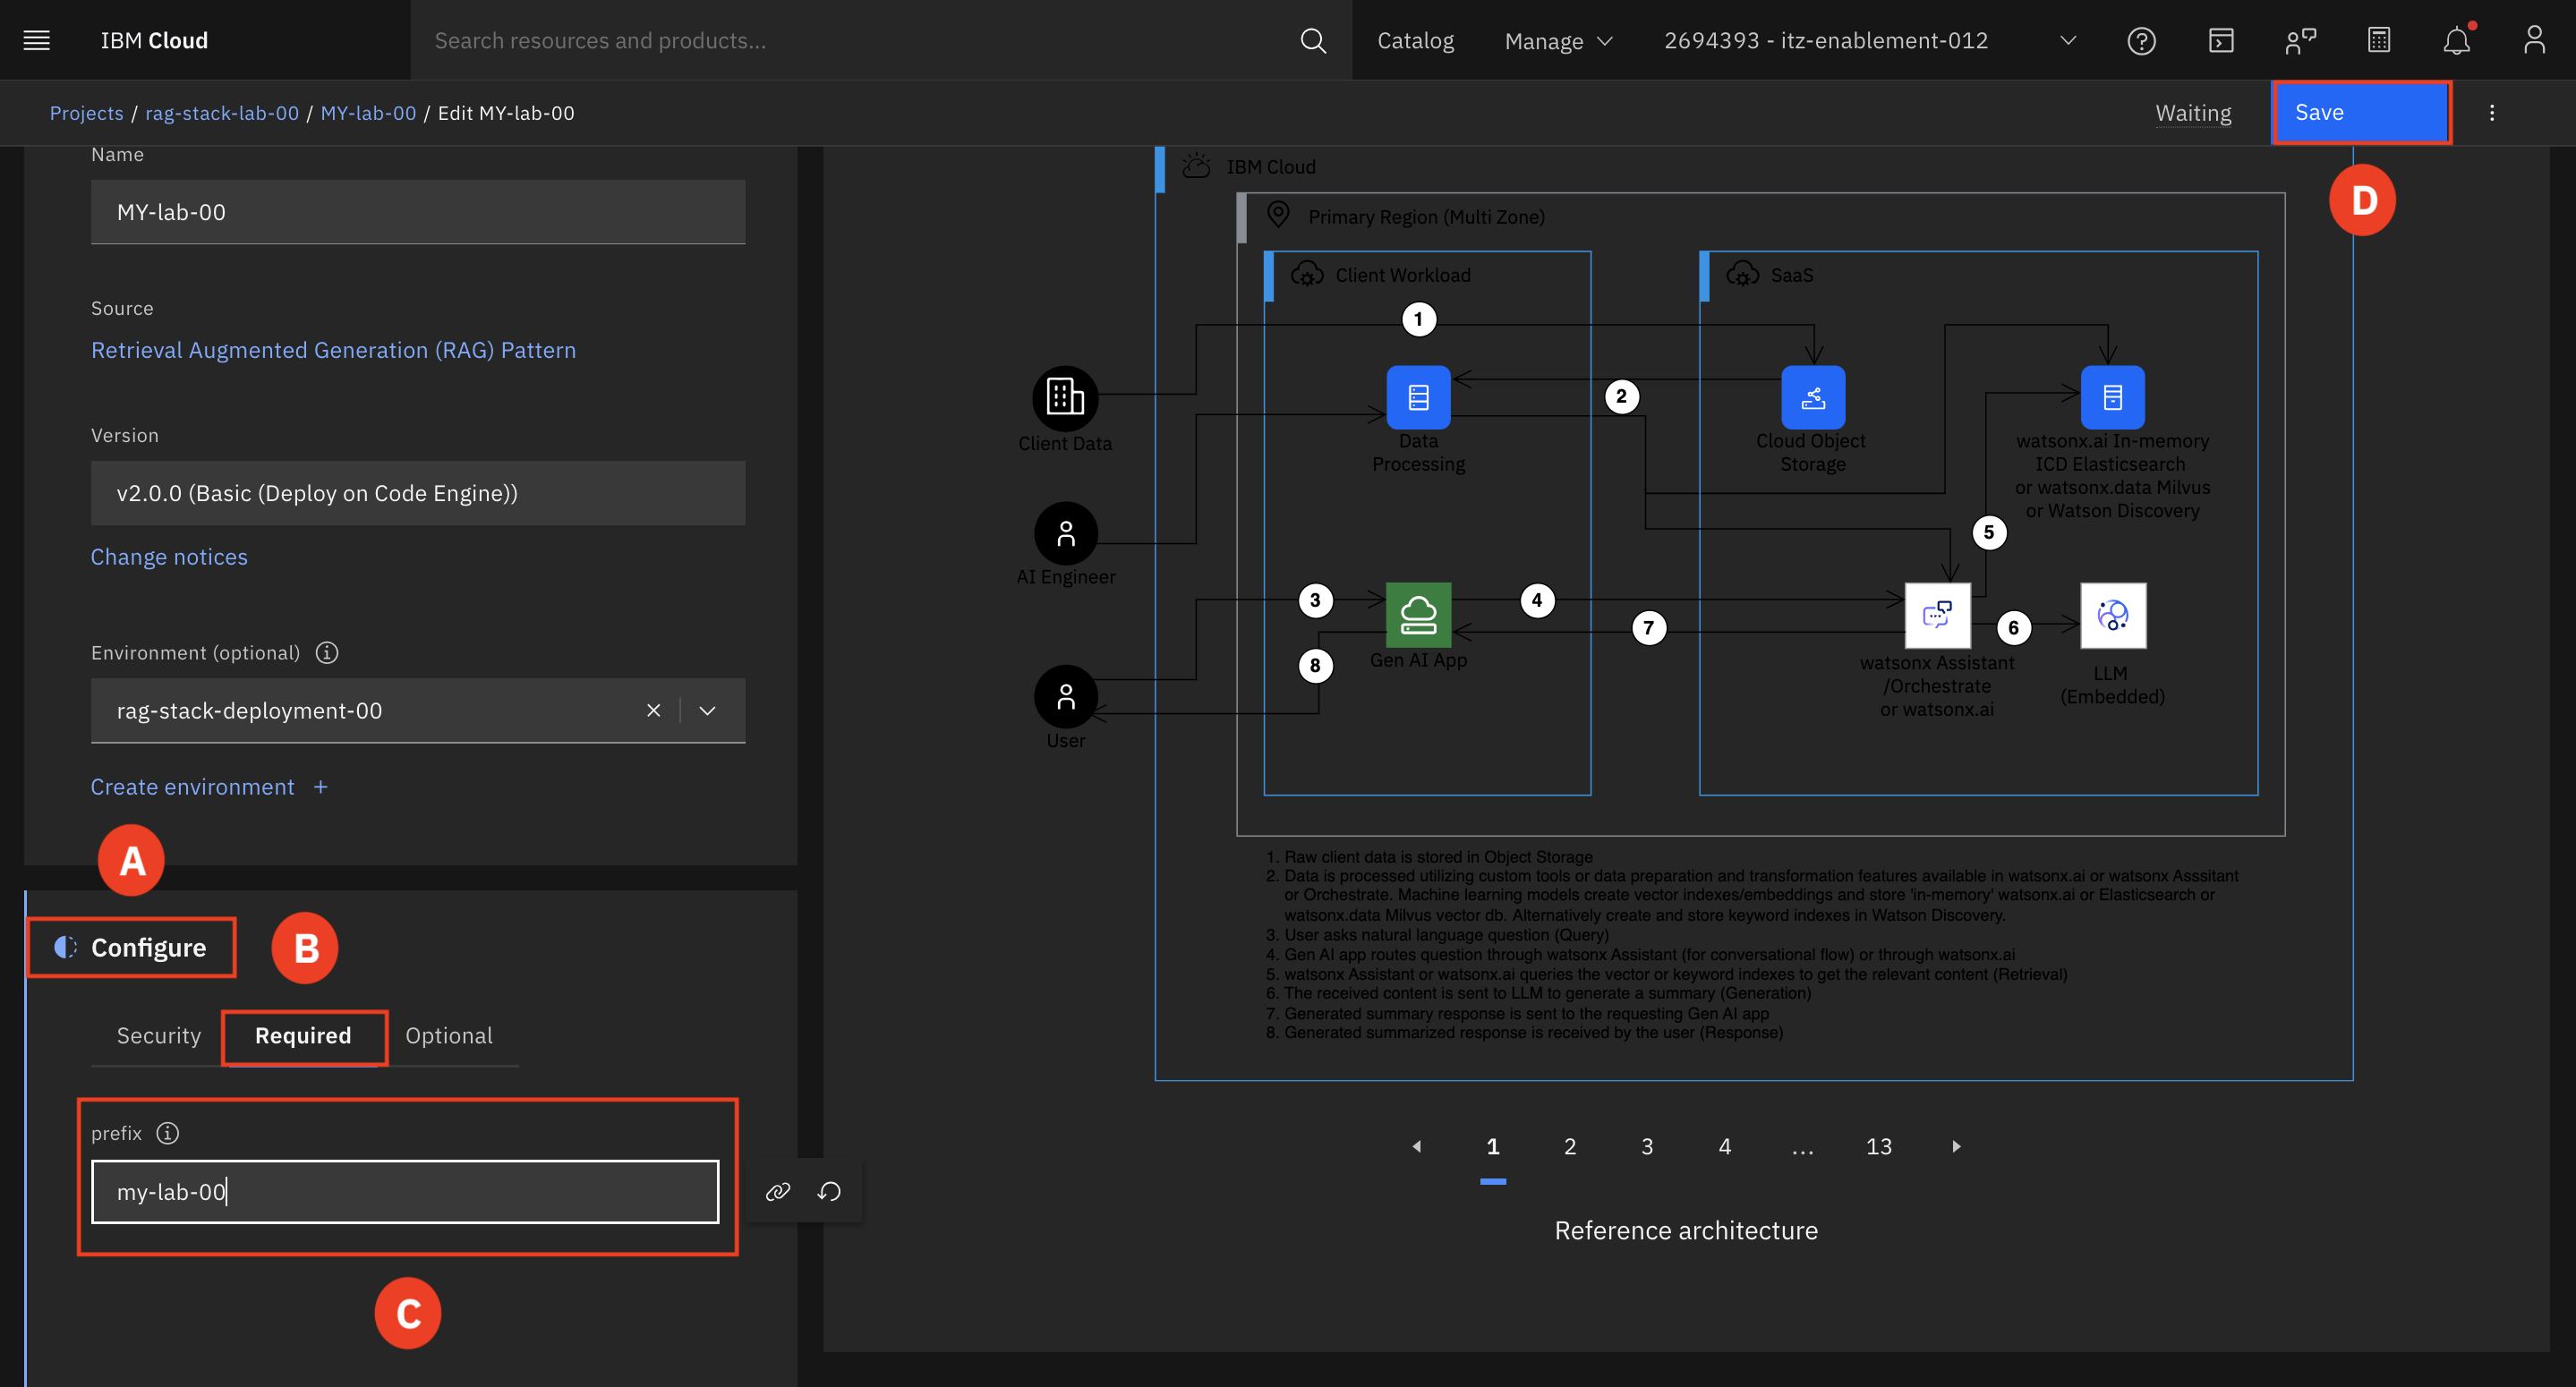 IBM Cloud
Search resources and products...
Catalog
Manage
2694393 - itz-enablement-012
Projects / rag-stack-lab-00 / MY-lab-00 / Edit MY-lab-00
Waiting
Save
D
Name
MY-lab-00
Source
Retrieval Augmented Generation (RAG) Pattern
Version
v2.0.0 (Basic (Deploy on Code Engine))
Change notices
Environment (optional)
rag-stack-deployment-00
Create environment +
A
Configure
B
Security
Required
Optional
prefix
my-lab-00
C
IBM Cloud
Primary Region (Multi Zone)
Client Workload
SaaS
1
2
Client Data
Data
Processing
Cloud Object
Storage
watsonx.ai In-memory
ICD Elasticsearch
or watsonx.data Milvus
or Watson Discovery
5
AI Engineer
3
4
7
6
8
Gen AI App
watsonx Assistant
/Orchestrate
or watsonx.ai
LLM
(Embedded)
User
1. Raw client data is stored in Object Storage
2. Data is processed utilizing custom tools or data preparation and transformation features available in watsonx.ai or watsonx Asssitant
or Orchestrate. Machine learning models create vector indexes/embeddings and store 'in-memory' watsonx.ai or Elasticsearch or
watsonx.data Milvus vector db. Alternatively create and store keyword indexes in Watson Discovery.
3. User asks natural language question (Query)
4. Gen AI app routes question through watsonx Assistant (for conversational flow) or through watsonx.ai
5. watsonx Assistant or watsonx.ai queries the vector or keyword indexes to get the relevant content (Retrieval)
6. The received content is sent to LLM to generate a summary (Generation)
7. Generated summary response is sent to the requesting Gen AI app
8. Generated summarized response is received by the user (Response)
1 2 3 4 ... 13
Reference architecture